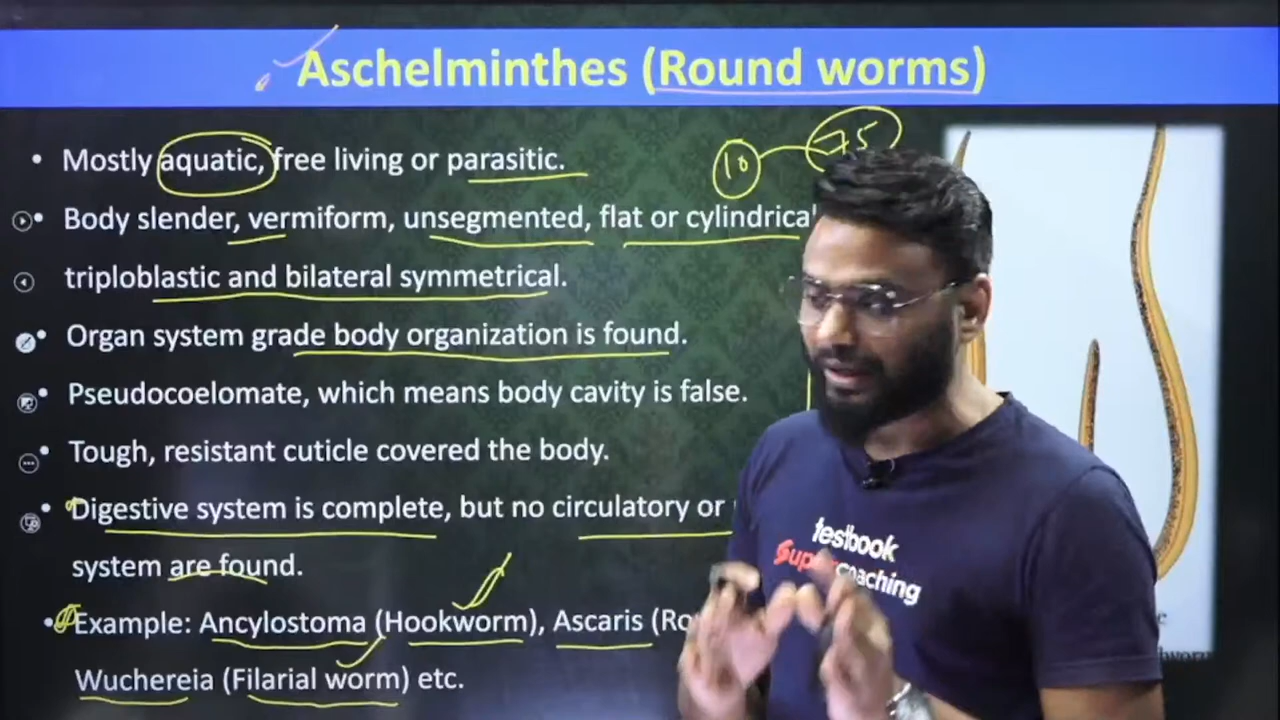 Aschelminthes (Round worms)
10 75
• Mostly aquatic, free living or parasitic.
• Body slender, vermiform, unsegmented, flat or cylindrical
• triploblastic and bilateral symmetrical.
• Organ system grade body organization is found.
• Pseudocoelomate, which means body cavity is false.
• Tough, resistant cuticle covered the body.
• Digestive system is complete, but no circulatory or
system are found.
• Example: Ancylostoma (Hookworm), Ascaris (Ro
Wuchereia (Filarial worm) etc.
testbook
Supercoaching